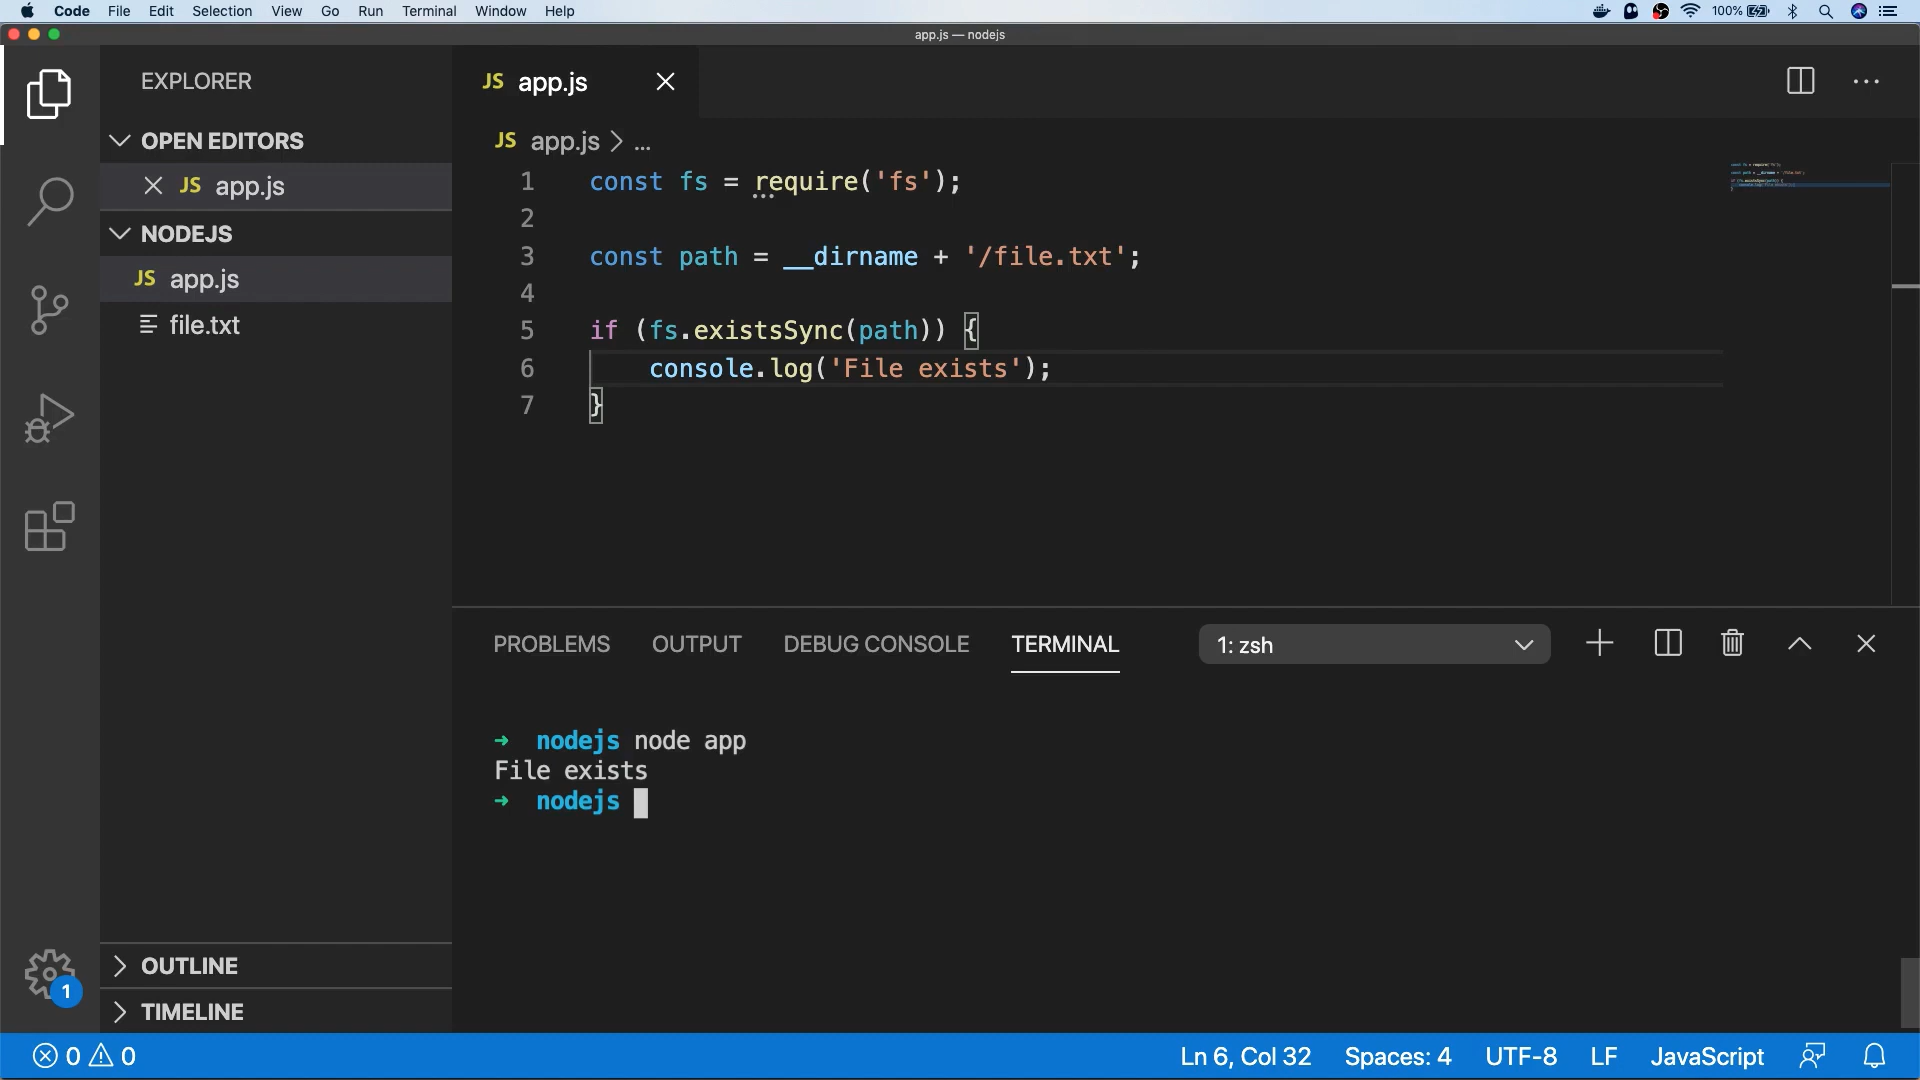 Code File Edit Selection View Go Run Terminal Window Help 100%
app.js — nodejs
EXPLORER
OPEN EDITORS
JS app.js
NODEJS
JS app.js
file.txt
OUTLINE
TIMELINE
1
JS app.js
JS app.js > ...
1 const fs = require('fs');
2
3 const path = __dirname + '/file.txt';
4
5 if (fs.existsSync(path)) {
6 console.log('File exists');
7 }
PROBLEMS OUTPUT DEBUG CONSOLE TERMINAL 1: zsh
➜ nodejs node app
File exists
➜ nodejs
0 0 Ln 6, Col 32 Spaces: 4 UTF-8 LF JavaScript